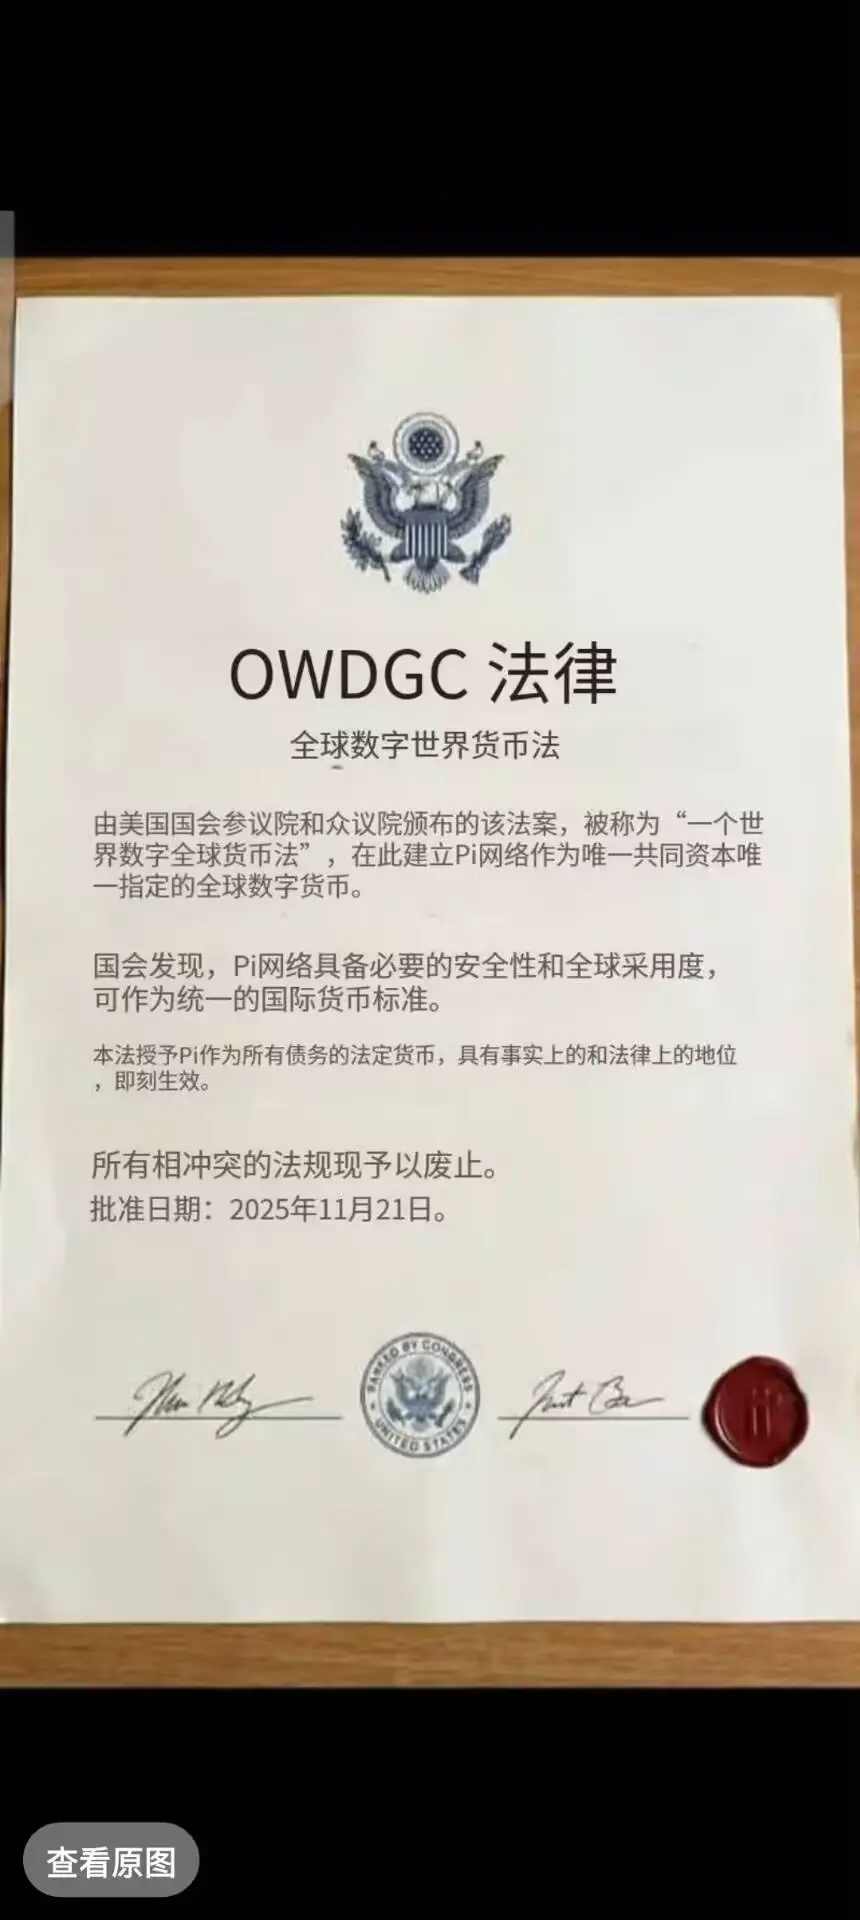 OWDGC 法律
全球数字世界货币法
由美国国会参议院和众议院颁布的该法案，被称为“一个世
界数字全球货币法”，在此建立Pi网络作为唯一共同资本唯
一指定的全球数字货币。
国会发现，Pi网络具备必要的安全性和全球采用度，
可作为统一的国际货币标准。
本法授予Pi作为所有债务的法定货币，具有事实上的和法律上的地位
，即刻生效。
所有相冲突的法规现予以废止。
批准日期：2025年11月21日。
BY CONGRESS
UNITED STATES
查看原图